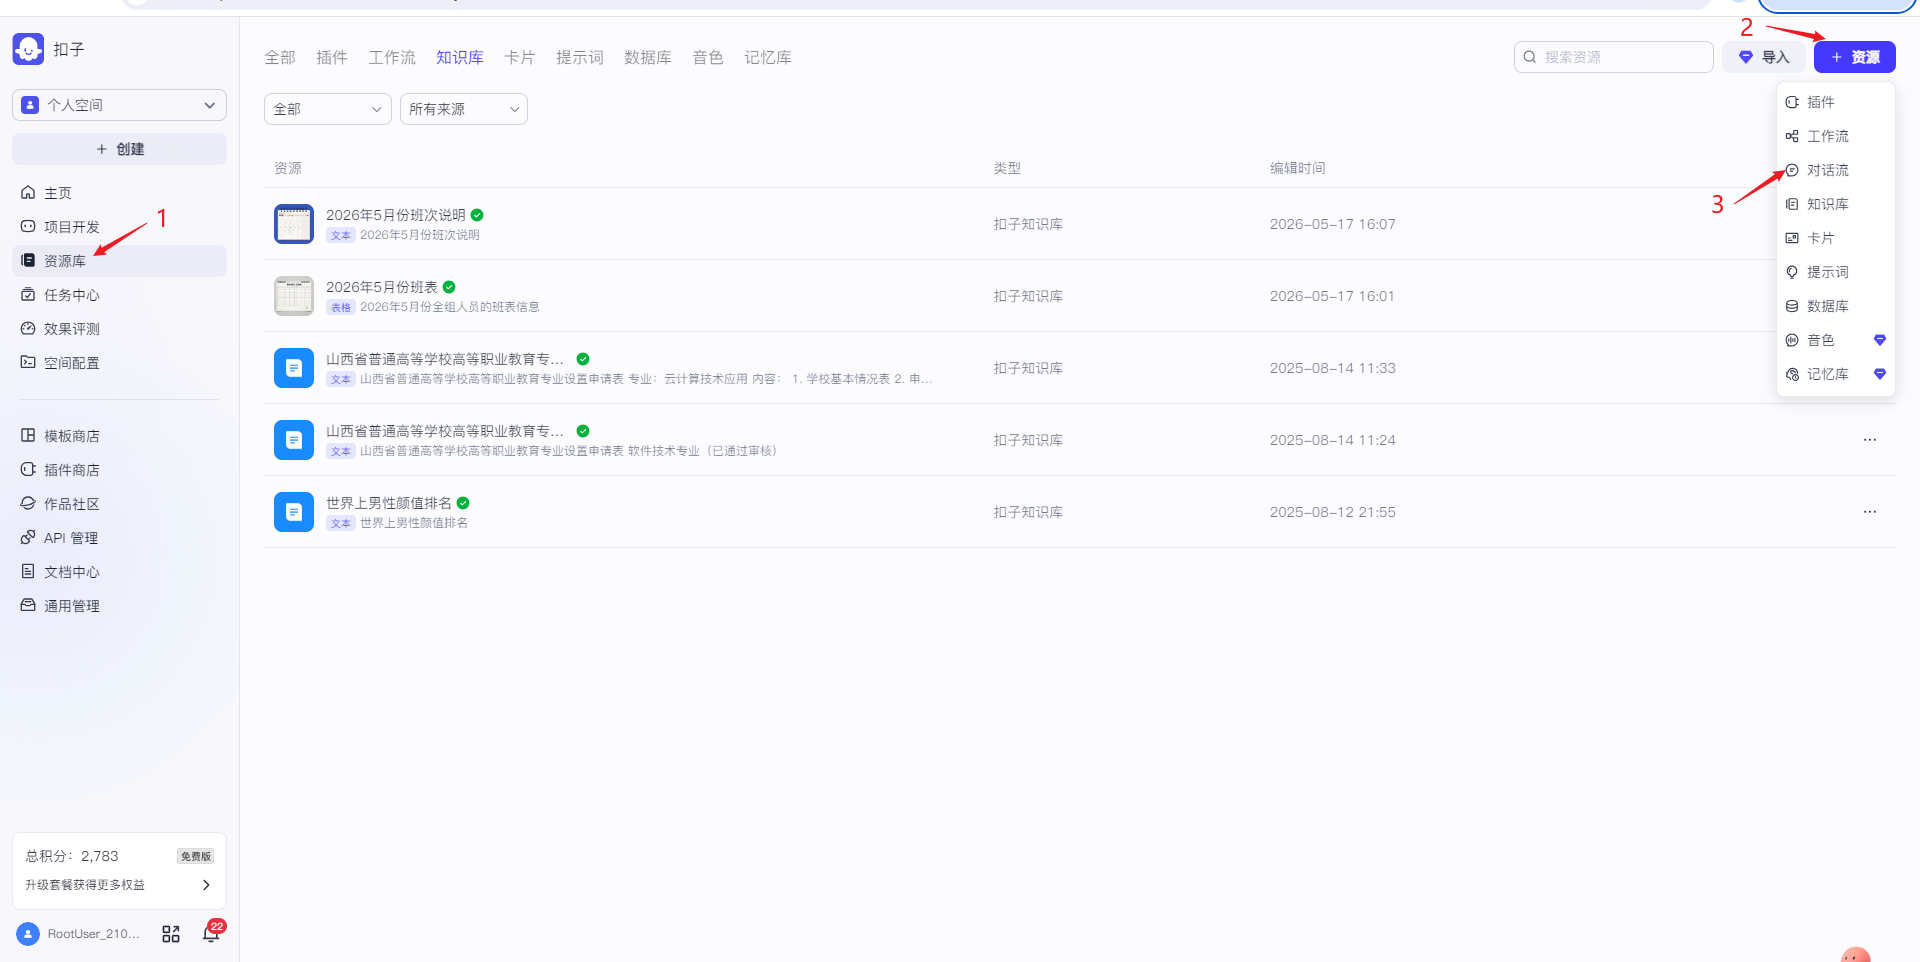 扣子
个人空间
+ 创建
主页
项目开发
1
资源库
任务中心
效果评测
空间配置
模板商店
插件商店
作品社区
API 管理
文档中心
通用管理
总积分：2,783 免费版
升级套餐获得更多权益
RootUser_210... 22
全部 插件 工作流 知识库 卡片 提示词 数据库 音色 记忆库
搜索资源 导入 + 资源
2
全部 所有来源
资源 类型 编辑时间
2026年5月份班次说明
文本 2026年5月份班次说明
扣子知识库 2026-05-17 16:07
2026年5月份班表
表格 2026年5月份全组人员的班表信息
扣子知识库 2026-05-17 16:01
山西省普通高等学校高等职业教育专...
文本 山西省普通高等学校高等职业教育专业设置申请表 专业：云计算技术应用 内容： 1. 学校基本情况表 2. 申...
扣子知识库 2025-08-14 11:33
山西省普通高等学校高等职业教育专...
文本 山西省普通高等学校高等职业教育专业设置申请表 软件技术专业（已通过审核）
扣子知识库 2025-08-14 11:24 ...
世界上男性颜值排名
文本 世界上男性颜值排名
扣子知识库 2025-08-12 21:55 ...
插件
工作流
对话流
3
知识库
卡片
提示词
数据库
音色
记忆库